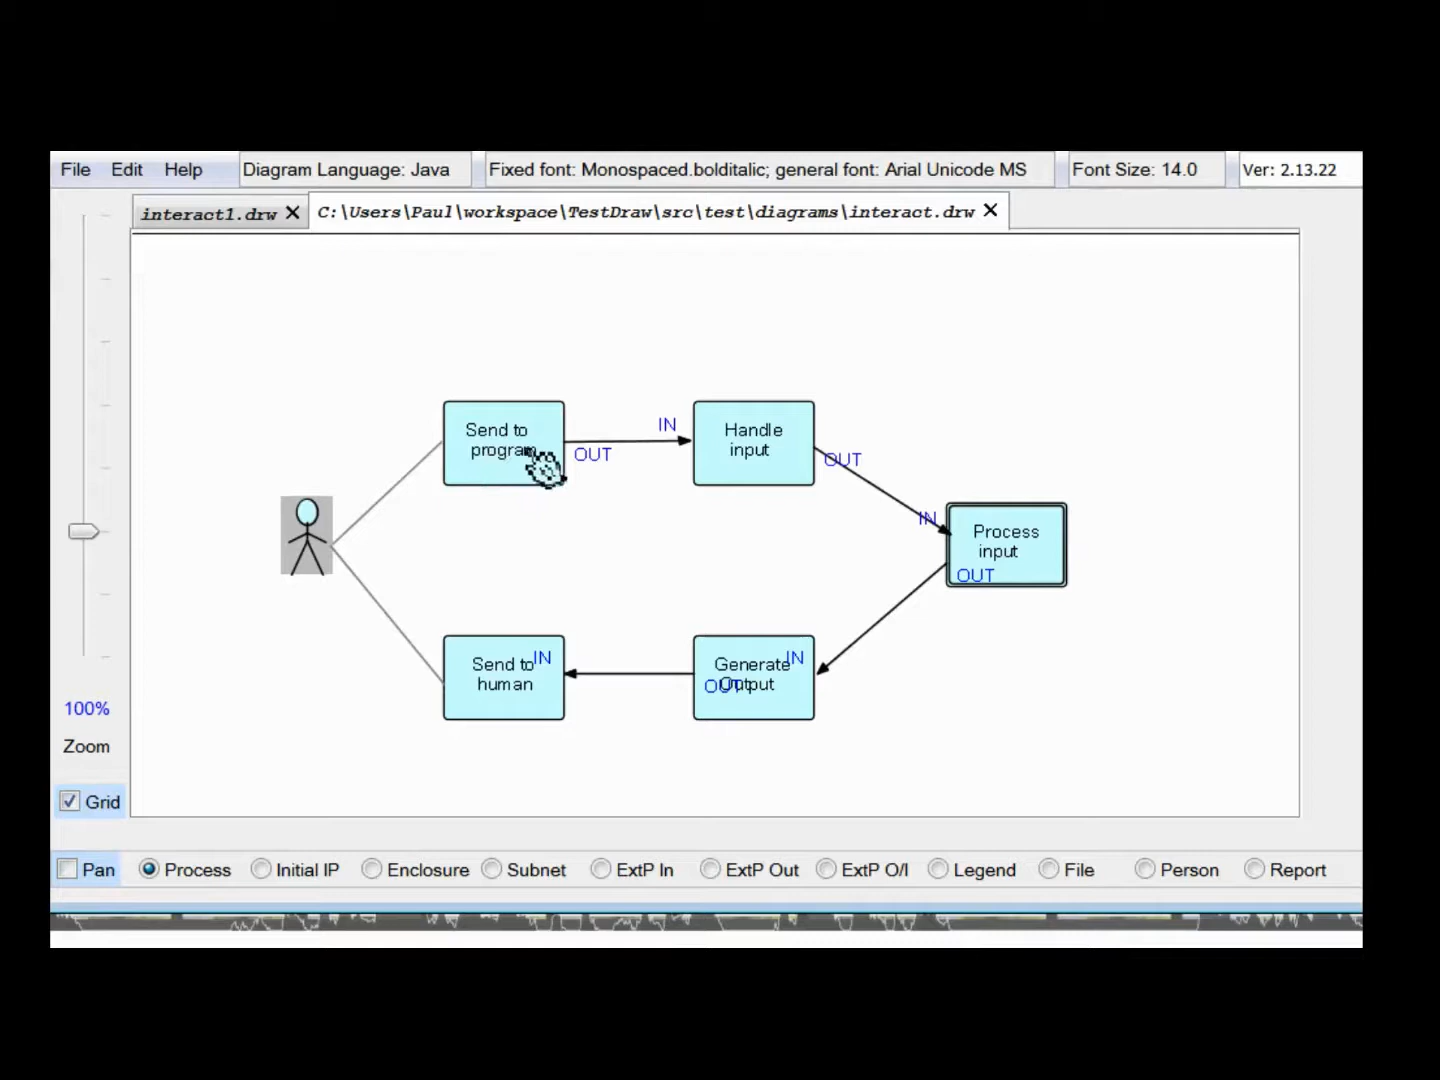 File Edit Help Diagram Language: Java Fixed font: Monospaced.bolditalic; general font: Arial Unicode MS Font Size: 14.0 Ver: 2.13.22
interact1.drw C:\Users\Paul\workspace\TestDraw\src\test\diagrams\interact.drw
Send to
program
OUT
IN
Handle
input
OUT
IN
Process
input
OUT
IN
Generate
Output
OUT
IN
Send to
human
100%
Zoom
Grid
Pan Process Initial IP Enclosure Subnet ExtP In ExtP Out ExtP O/I Legend File Person Report